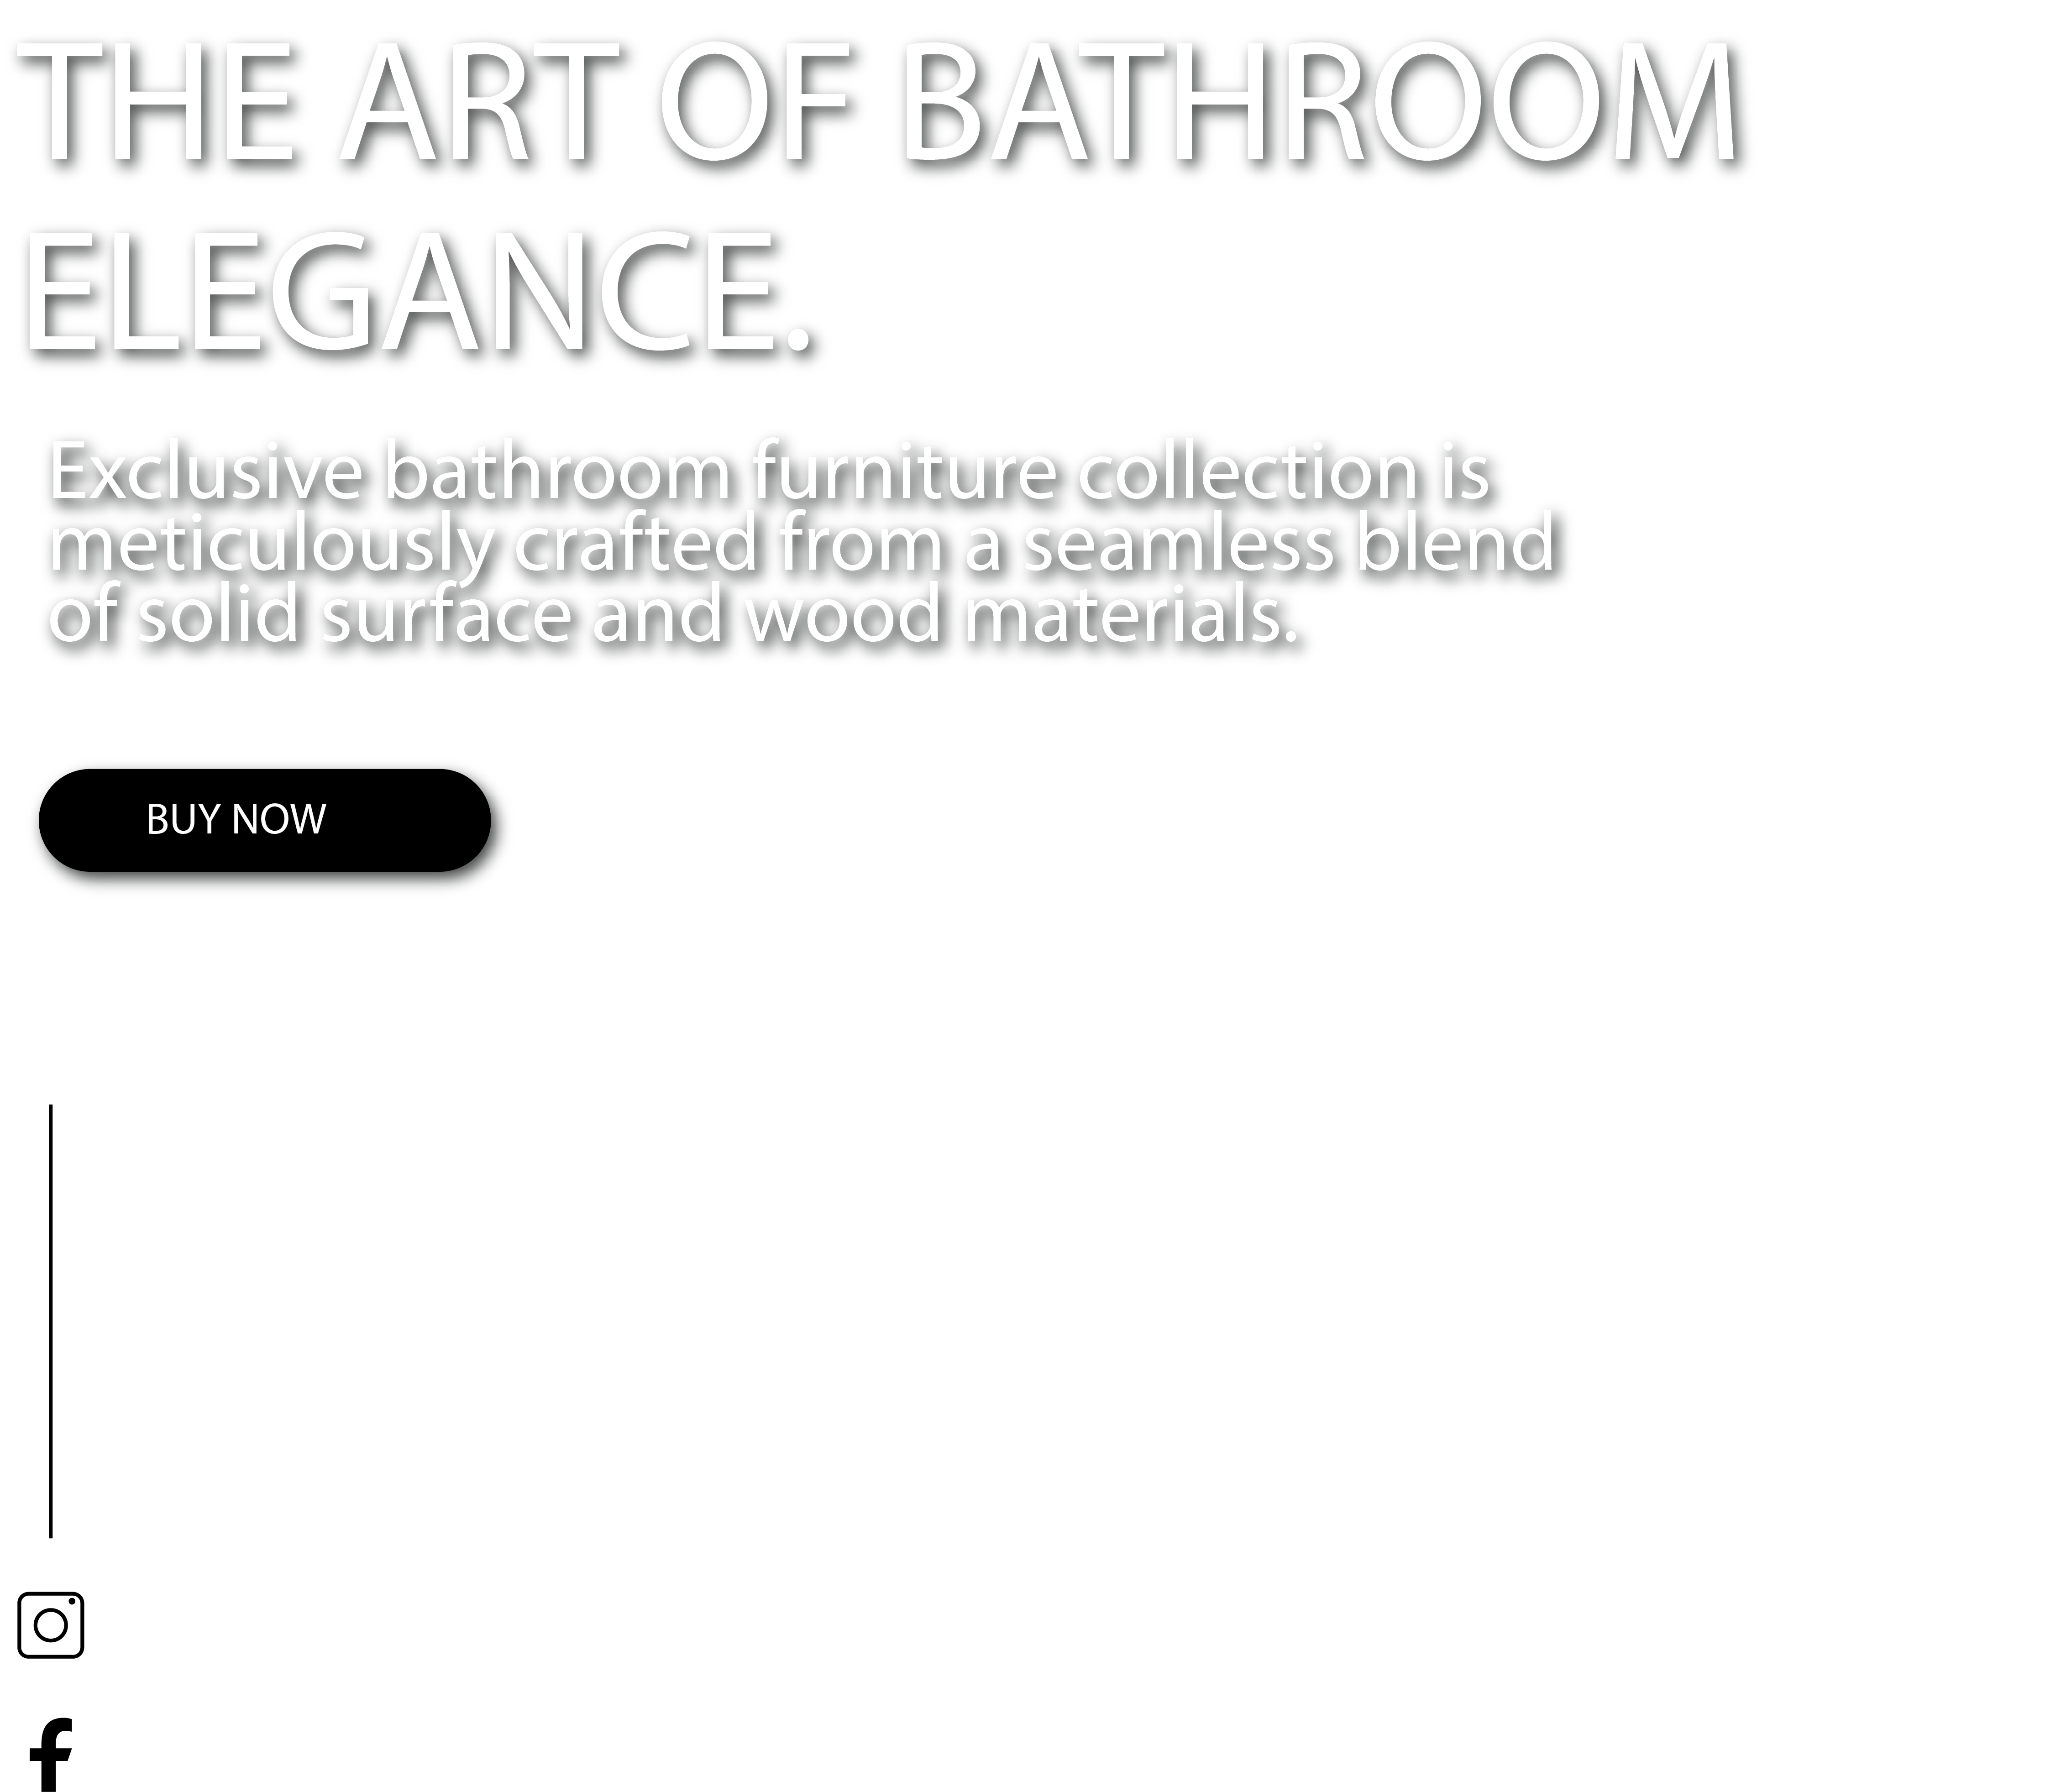 THE ART OF BATHROOM
ELEGANCE.
Exclusive bathroom furniture collection is
meticulously crafted from a seamless blend
of solid surface and wood materials.
BUY NOW